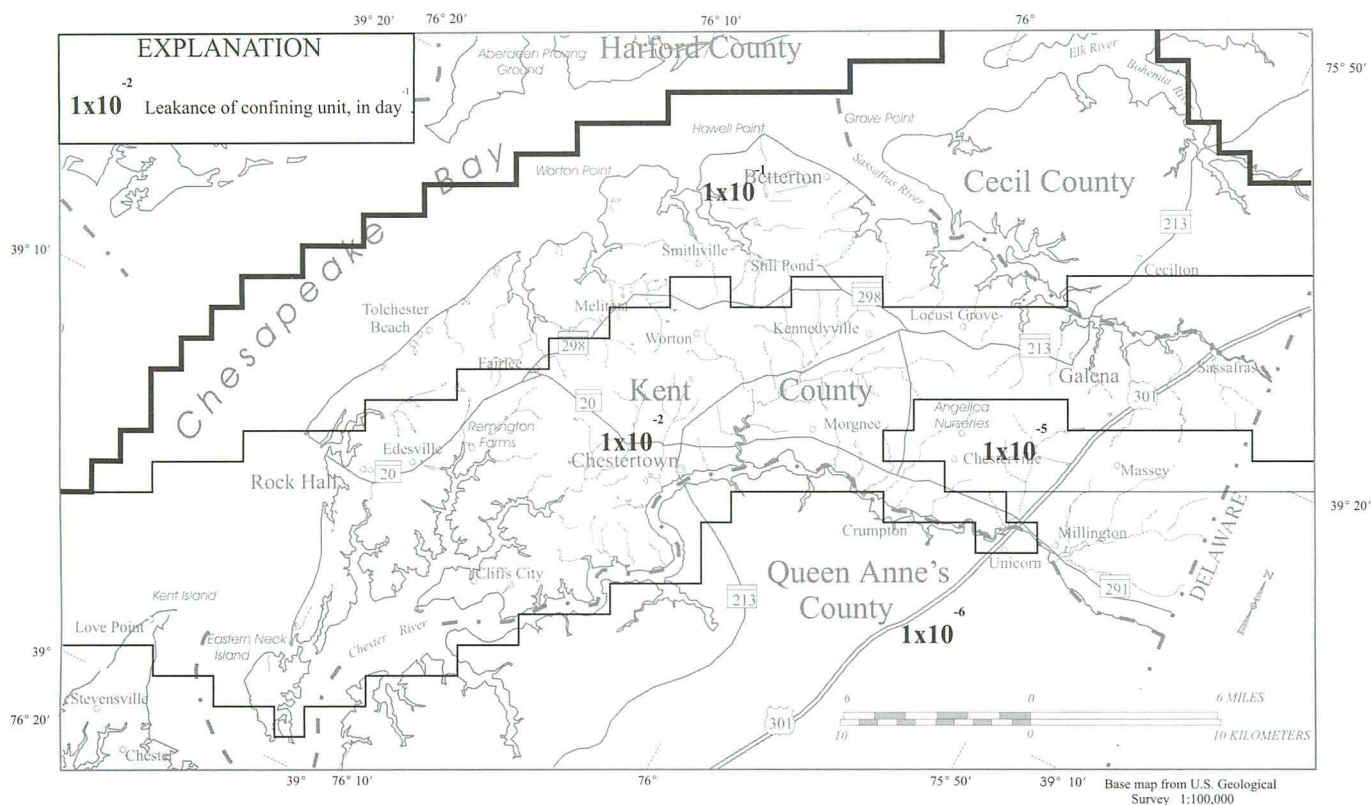 39° 20' 76° 20' 76° 10' 76°
EXPLANATION
1x10⁻² Leakance of confining unit, in day⁻¹
Harford County
Aberdeen Proving
Ground
Elk River
Bohemia
75° 50'
Howell Point
Grove Point
Worton Point
Betterton
1x10⁻¹
Sassafras River
Cecil County
Chesapeake Bay
213
39° 10'
Smithville
Still Pond
Cecilton
Tolchester
Beach
Melitota
298
298
Worton
Kennedyville
Locust Grove
213
Fairlee
Kent County
Galena
Sassafras
301
20
1x10⁻²
Remington
Farms
Morgnec
Angelica
Nurseries
1x10⁻⁵
Edesville
Chestertown
Chesterville
Massey
Rock Hall
20
39° 20'
Crumpton
Millington
Unicorn
DELAWARE
N
Cliffs City
Queen Anne's
County
213
291
Kent Island
Love Point
Eastern Neck
Island
Chester River
1x10⁻⁶
39°
Stevensville
6 0 6 MILES
10 0 10 KILOMETERS
76° 20'
301
Chester
39° 10' 76° 10' 76° 75° 50' 39° 10'
Base map from U.S. Geological
Survey 1:100,000